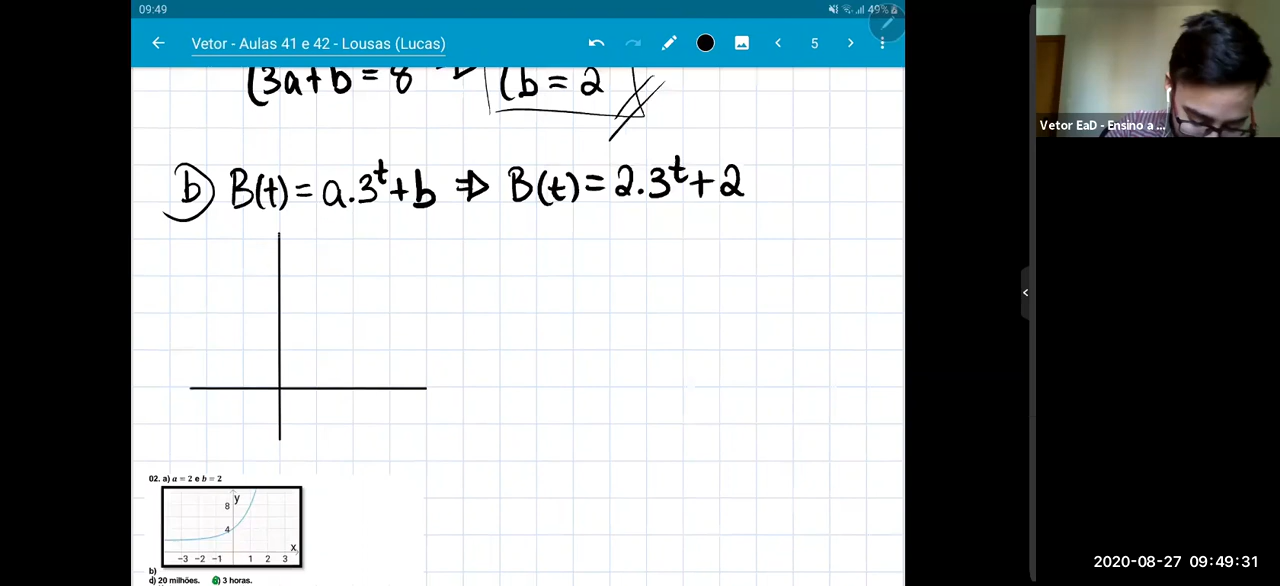 09:49
49%
Vetor - Aulas 41 e 42 - Lousas (Lucas)
5
3a+b = 8
b = 2
Vetor EaD - Ensino a ...
b) B(t) = a.3^t + b ⇒ B(t) = 2.3^t + 2
02. a) a = 2 e b = 2
y
8
4
x
−3 −2 −1 1 2 3
b)
d) 20 milhões. 3 horas.
2020-08-27 09:49:31